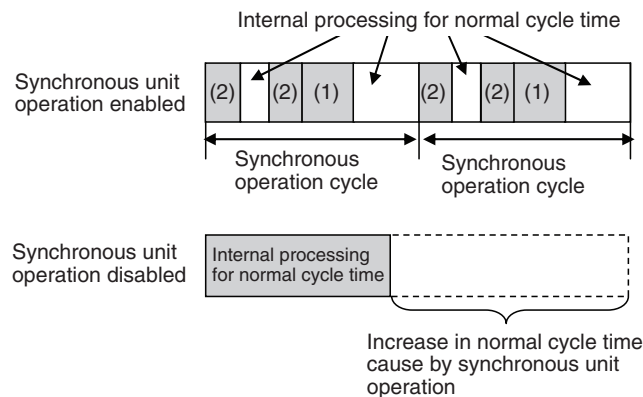 Internal processing for normal cycle time
Synchronous unit
operation enabled
(2) (2) (1) (2) (2) (1)
Synchronous
operation cycle
Synchronous
operation cycle
Synchronous unit
operation disabled
Internal processing
for normal cycle time
Increase in normal cycle time
cause by synchronous unit
operation